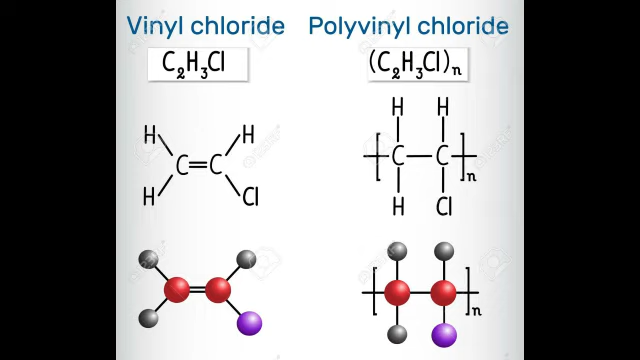 Vinyl chloride
Polyvinyl chloride
C₂H₃Cl
(C₂H₃Cl)n
H H
C=C
H Cl
H H
[C—C]n
H Cl
[ ]n